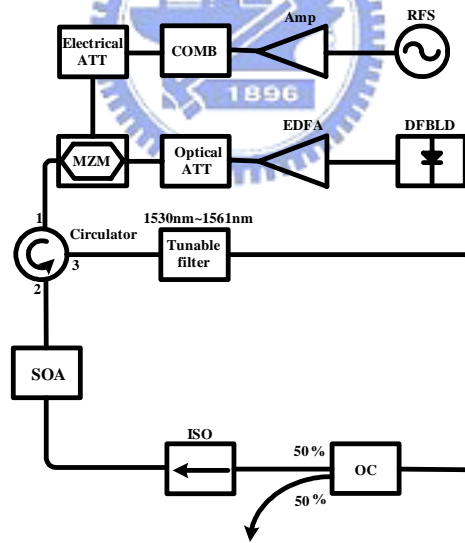 Amp
RFS
Electrical
ATT
COMB
1896
EDFA
DFBLD
MZM
Optical
ATT
1
1530nm~1561nm
Circulator
Tunable
filter
3
2
SOA
ISO
50%
OC
50%